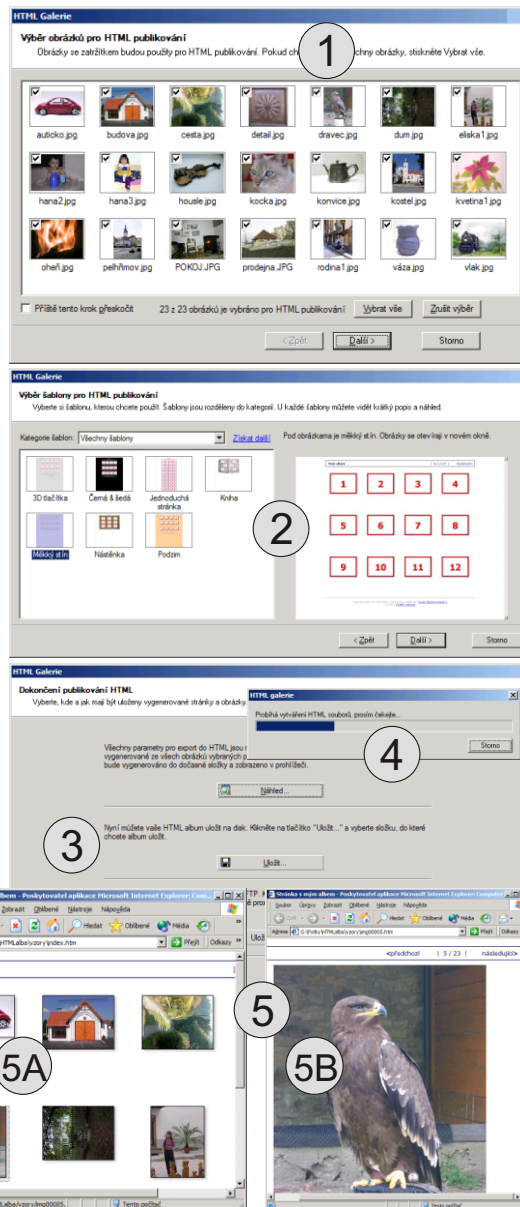 HTML Galerie
Výběr obrázků pro HTML publikování
Obrázky se zatržítkem budou použity pro HTML publikování. Pokud
obrázky, stiskněte Vybrat vše.
1
auticko.jpg budova.jpg cesta.jpg detail.jpg dravec.jpg dum.jpg eliska1.jpg
hana2.jpg hana3.jpg housle.jpg kocka.jpg konvice.jpg kostel.jpg kvetina1.jpg
oheň.jpg pelhřimov.jpg POKOJ.JPG prodejna.JPG rodina1.jpg váza.jpg vlak.jpg
Příště tento krok přeskočit 23 z 23 obrázků je vybráno pro HTML publikování Vybrat vše Zrušit výběr
< Zpět Další > Storno
HTML Galerie
Výběr šablony pro HTML publikování
Vyberte si šablonu, kterou chcete použít. Šablony jsou rozděleny do kategorií. U každé šablony můžete vidět krátký popis a náhled.
Kategorie šablon: Všechny šablony Získat další Pod obrázkama je měkký stín. Obrázky se otevírají v novém okně.
3D tlačítka Černá & šedá Jednoduchá stránka Kniha
Měkký stín Nástěnka Podzim
2
1 2 3 4
5 6 7 8
9 10 11 12
< Zpět Další > Storno
HTML Galerie
Dokončení publikování HTML
Vyberte, kde a jak mají být uloženy vygenerované stránky a obrázky.
HTML galerie
Probíhá vytváření HTML souborů, prosím čekejte...
Storno
4
Všechny parametry pro export do HTML jsou
vygenerované ze všech obrázků vybraných
bude vygenerováno do dočasné složky a zobrazeno v prohlížeči.
Náhled...
3
Nyní můžete vaše HTML album uložit na disk. Klikněte na tlačítko "Uložit..." a vyberte složku, do které
chcete album uložit.
Uložit...
albem - Poskytovatel aplikace Microsoft Internet Explorer: Com...
Zobrazit Oblíbené Nástroje Nápověda
Hledat Oblíbené Média
HTMLalba/vzory/index.htm Přejít Odkazy
5
5A
Tento počítač
Stránka s mým albem - Poskytovatel aplikace Microsoft Internet Explorer: Computer
Soubor Úpravy Zobrazit Oblíbené Nástroje Nápověda
Zpět Hledat Oblíbené Média
Adresa Přejít Odkazy
<předchozí | 5 / 23 | následující>
5B
Tento počítač